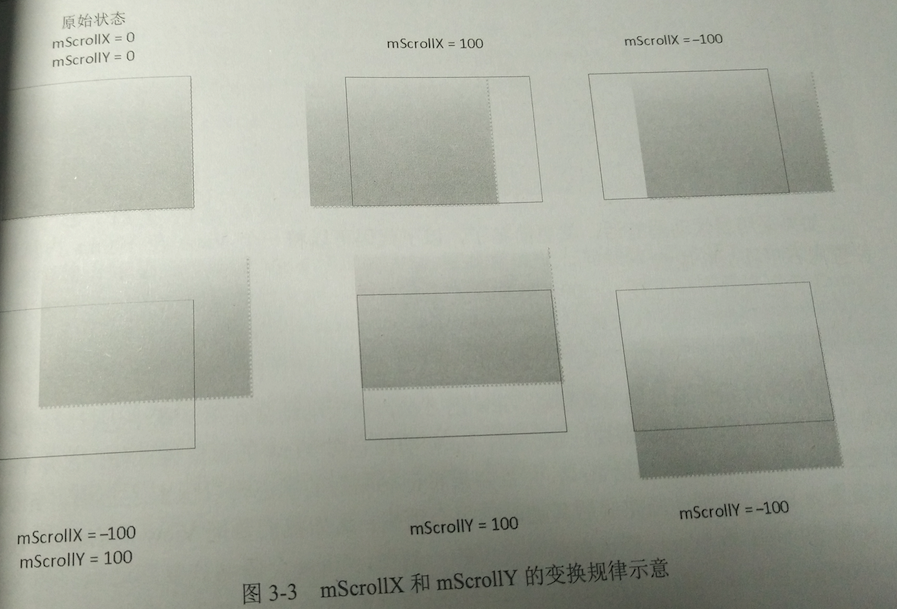 原始状态
mScrollX = 0
mScrollY = 0
mScrollX = 100
mScrollX = –100
mScrollX = –100
mScrollY = 100
mScrollY = 100
mScrollY = –100
图 3-3 mScrollX 和 mScrollY 的变换规律示意